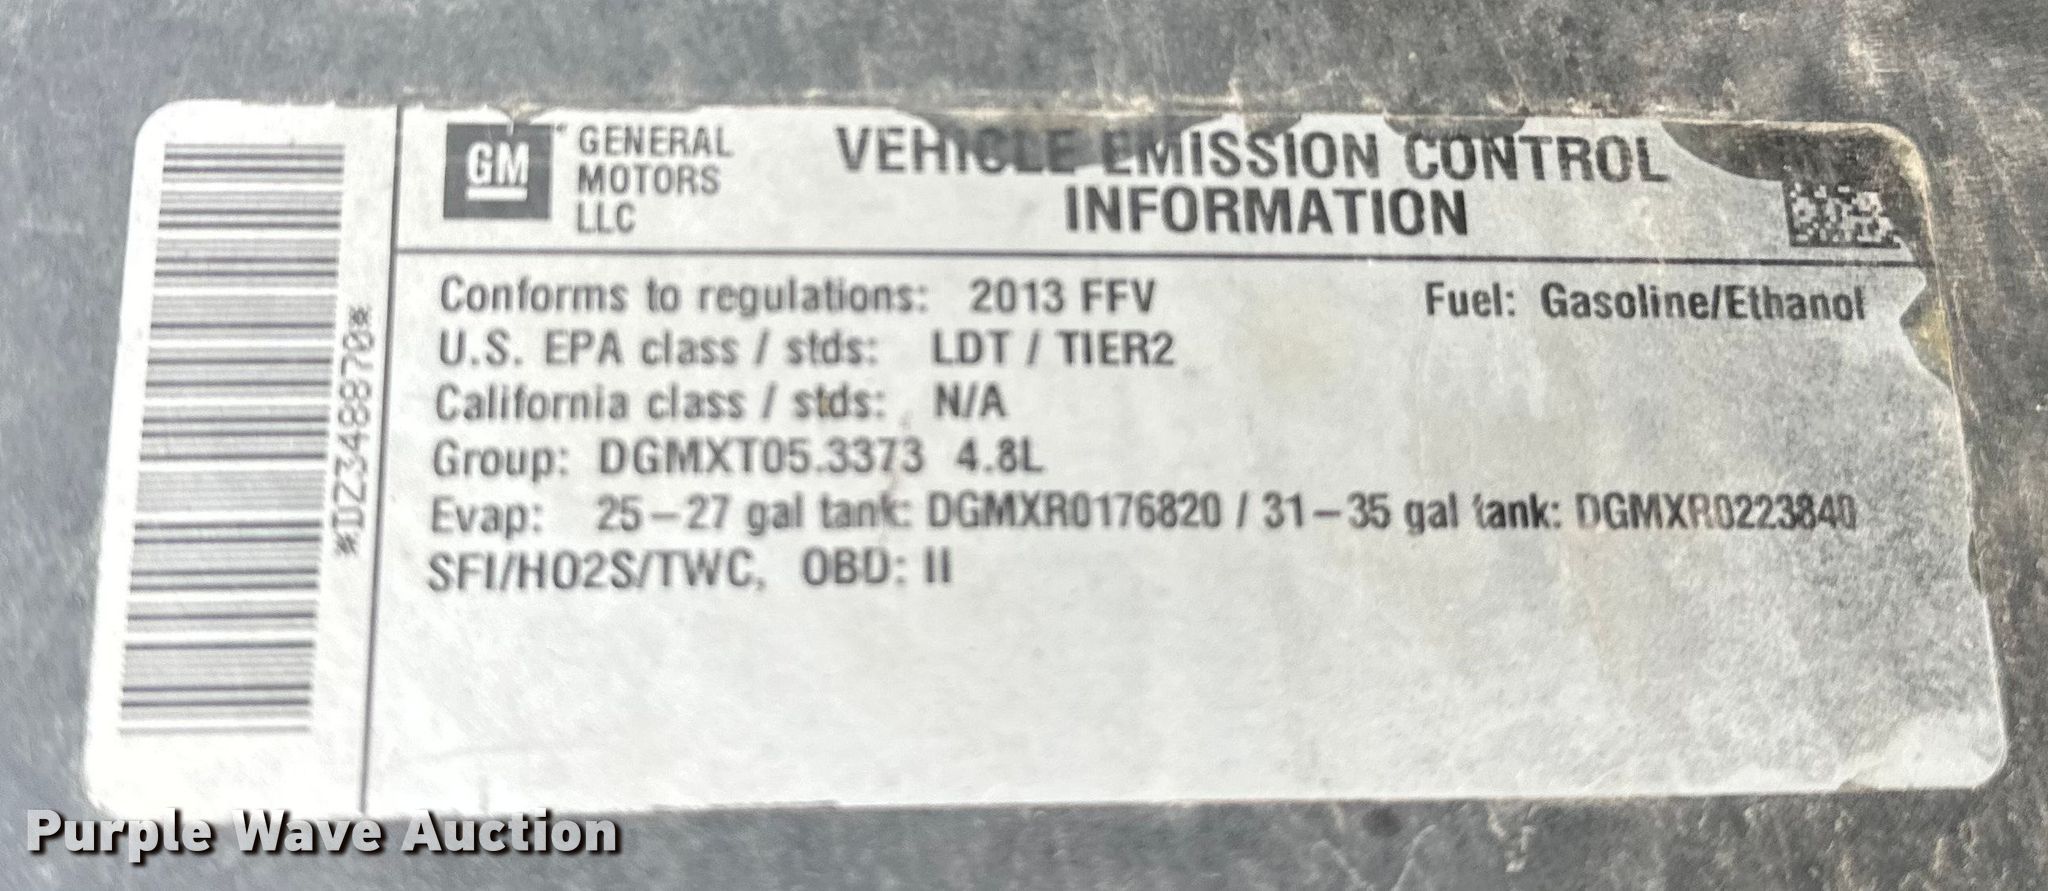 GM
GENERAL
MOTORS
LLC
VEHICLE EMISSION CONTROL
INFORMATION
Conforms to regulations: 2013 FFV
Fuel: Gasoline/Ethanol
U.S. EPA class / stds: LDT / TIER2
California class / stds: N/A
Group: DGMXT05.3373 4.8L
Evap: 25-27 gal tank: DGMXR0176820 / 31-35 gal tank: DGMXR0223840
SFI/HO2S/TWC, OBD: II
*DZ348870*
Purple Wave Auction